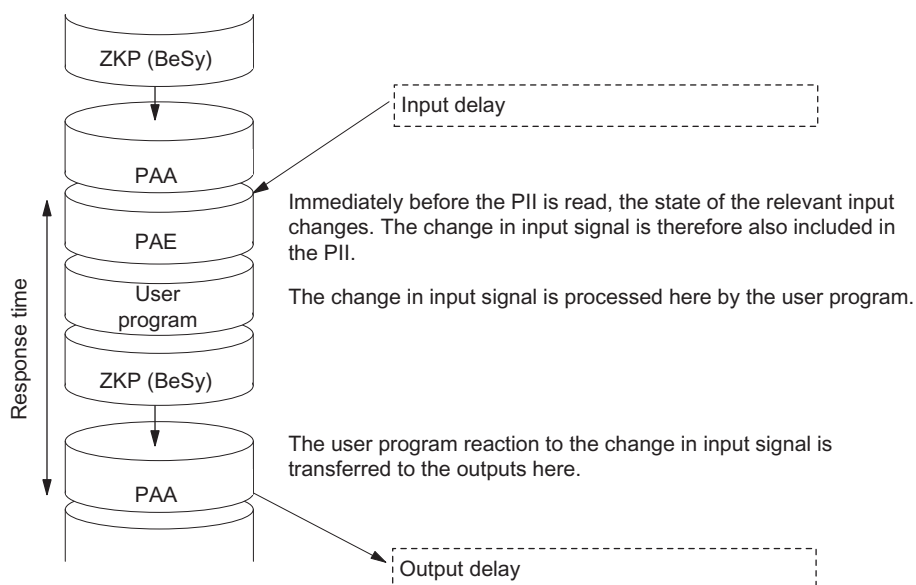 ZKP (BeSy)
Input delay
PAA
Immediately before the PII is read, the state of the relevant input
changes. The change in input signal is therefore also included in
the PII.
PAE
User
program
The change in input signal is processed here by the user program.
Response time
ZKP (BeSy)
The user program reaction to the change in input signal is
transferred to the outputs here.
PAA
Output delay